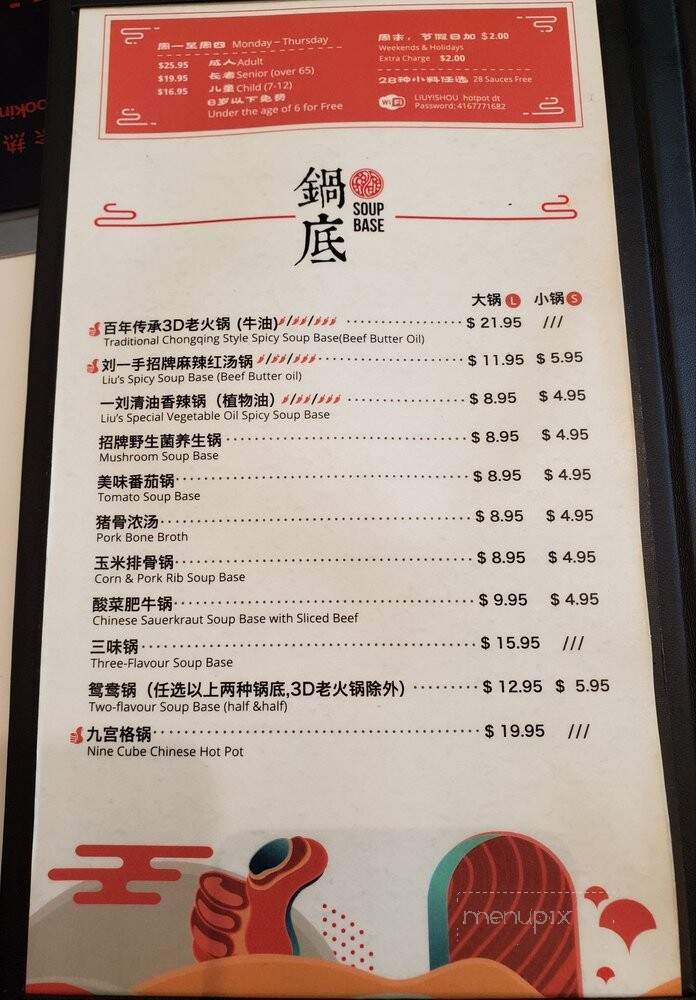 周一至周四 Monday – Thursday
$25.95 成人 Adult
$19.95 长者 Senior (over 65)
$16.95 儿童 Child (7-12)
6岁以下免费
Under the age of 6 for Free
周末，节假日加 $2.00
Weekends & Holidays
Extra Charge $2.00
28种小料任选 28 Sauces Free
WiFi LIUYISHOU hotpot dt
Password: 4167771682
鍋底
SOUP
BASE
大锅 L 小锅 S
百年传承3D老火锅 (牛油) $ 21.95 ///
Traditional Chongqing Style Spicy Soup Base(Beef Butter Oil)
刘一手招牌麻辣红汤锅 $ 11.95 $ 5.95
Liu's Spicy Soup Base (Beef Butter oil)
一刘清油香辣锅（植物油） $ 8.95 $ 4.95
Liu's Special Vegetable Oil Spicy Soup Base
招牌野生菌养生锅 $ 8.95 $ 4.95
Mushroom Soup Base
美味番茄锅 $ 8.95 $ 4.95
Tomato Soup Base
猪骨浓汤 $ 8.95 $ 4.95
Pork Bone Broth
玉米排骨锅 $ 8.95 $ 4.95
Corn & Pork Rib Soup Base
酸菜肥牛锅 $ 9.95 $ 4.95
Chinese Sauerkraut Soup Base with Sliced Beef
三味锅 $ 15.95 ///
Three-Flavour Soup Base
鸳鸯锅（任选以上两种锅底,3D老火锅除外） $ 12.95 $ 5.95
Two-flavour Soup Base (half &half)
九宫格锅 $ 19.95 ///
Nine Cube Chinese Hot Pot
menupix